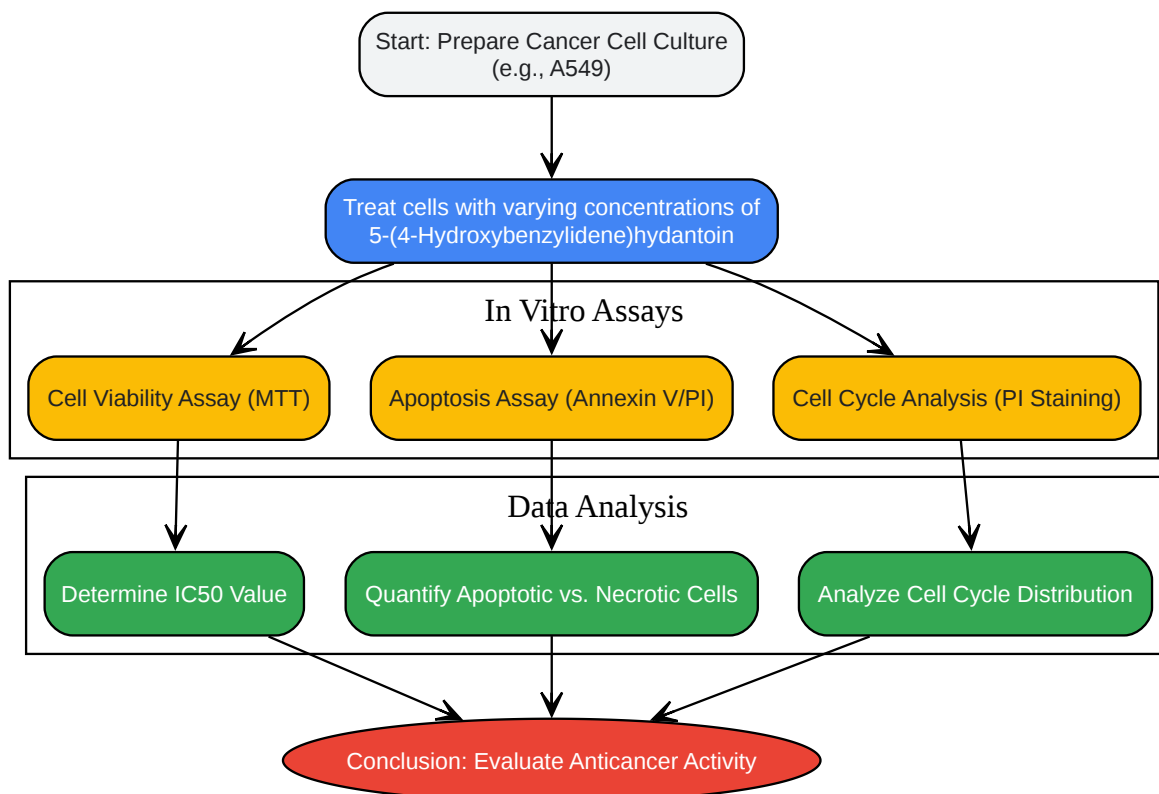 Start: Prepare Cancer Cell Culture
(e.g., A549)
Treat cells with varying concentrations of
5-(4-Hydroxybenzylidene)hydantoin
In Vitro Assays
Cell Viability Assay (MTT)
Apoptosis Assay (Annexin V/PI)
Cell Cycle Analysis (PI Staining)
Data Analysis
Determine IC50 Value
Quantify Apoptotic vs. Necrotic Cells
Analyze Cell Cycle Distribution
Conclusion: Evaluate Anticancer Activity